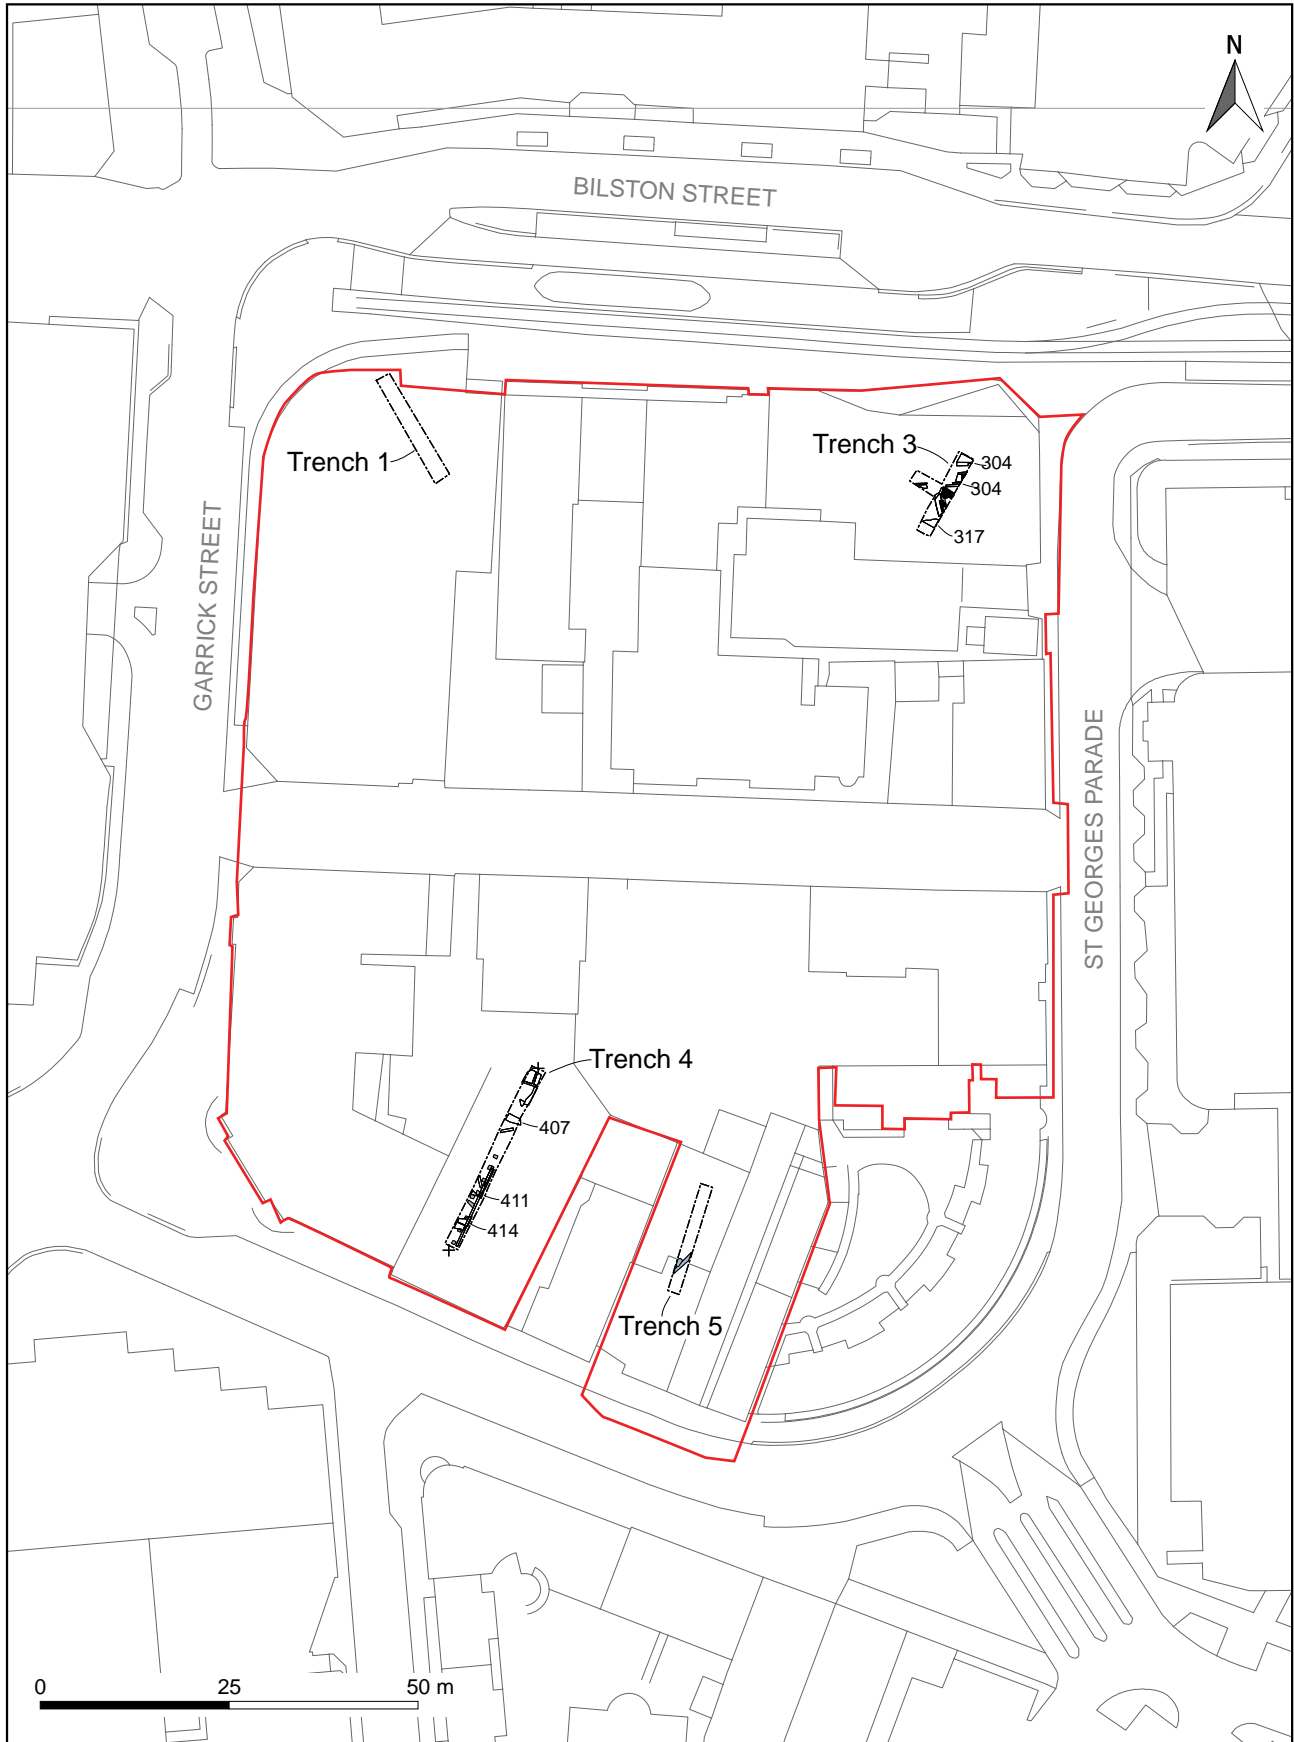 N
BILSTON STREET
Trench 3
304
Trench 1
304
317
GARRICK STREET
ST GEORGES PARADE
Trench 4
407
411
414
Trench 5
0 25 50 m